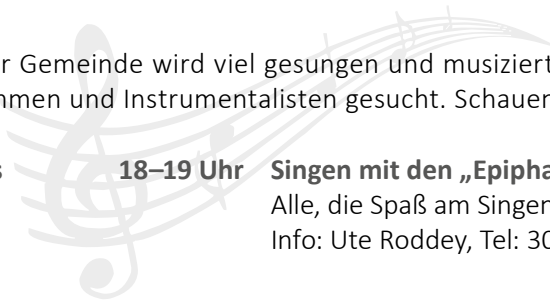 r Gemeinde wird viel gesungen und musiziert
mmen und Instrumentalisten gesucht. Schauen
s 18–19 Uhr Singen mit den „Epipha
Alle, die Spaß am Singen
Info: Ute Roddey, Tel: 30